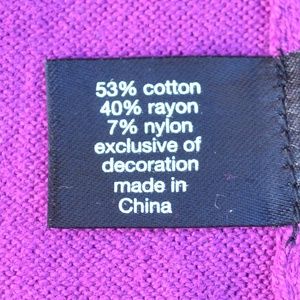 53% cotton
40% rayon
7% nylon
exclusive of
decoration
made in
China